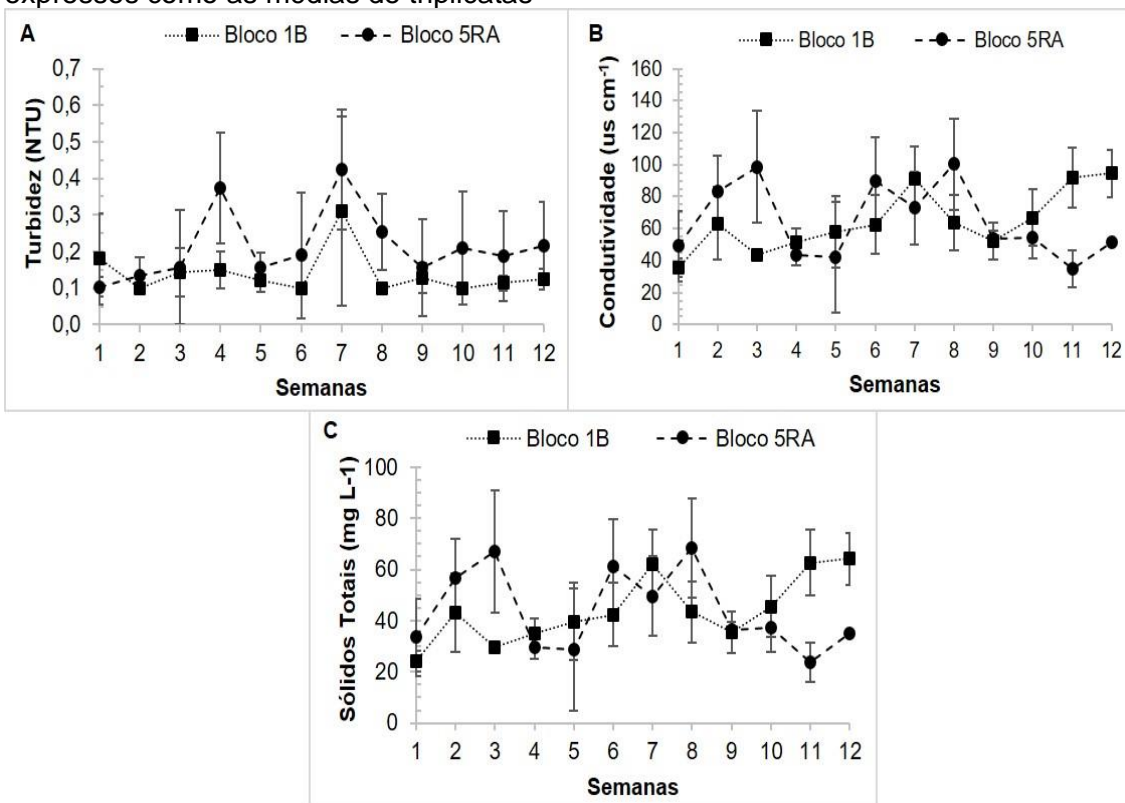 expressos como as médias de triplicatas
A
Bloco 1B
Bloco 5RA
0,7
0,6
0,5
0,4
0,3
0,2
0,1
0,0
Turbidez (NTU)
1 2 3 4 5 6 7 8 9 10 11 12
Semanas
B
Bloco 1B
Bloco 5RA
160
140
120
100
80
60
40
20
0
Condutividade (us cm-1)
1 2 3 4 5 6 7 8 9 10 11 12
Semanas
C
Bloco 1B
Bloco 5RA
100
80
60
40
20
0
Sólidos Totais (mg L-1)
1 2 3 4 5 6 7 8 9 10 11 12
Semanas